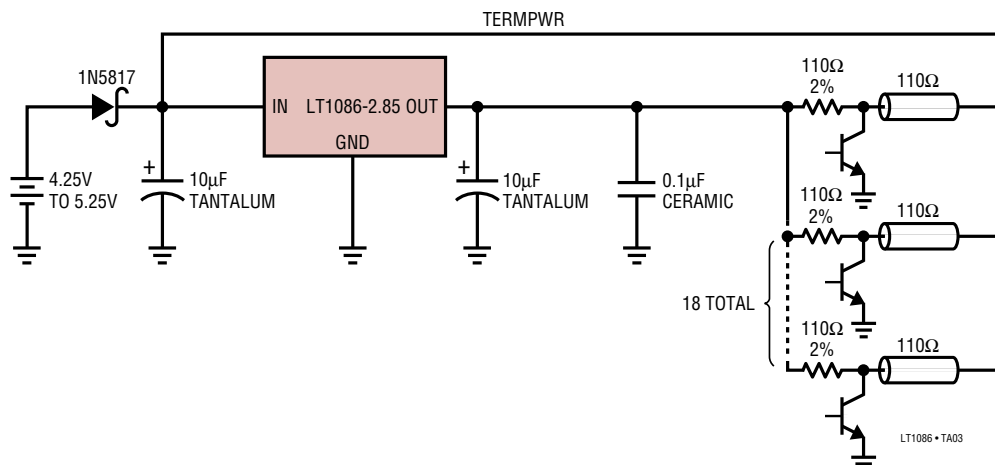 TERMPWR
1N5817
IN LT1086-2.85 OUT
GND
4.25V
TO 5.25V
+
10µF
TANTALUM
+
10µF
TANTALUM
0.1µF
CERAMIC
110Ω
2%
110Ω
110Ω
2%
110Ω
18 TOTAL
110Ω
2%
110Ω
LT1086 • TA03